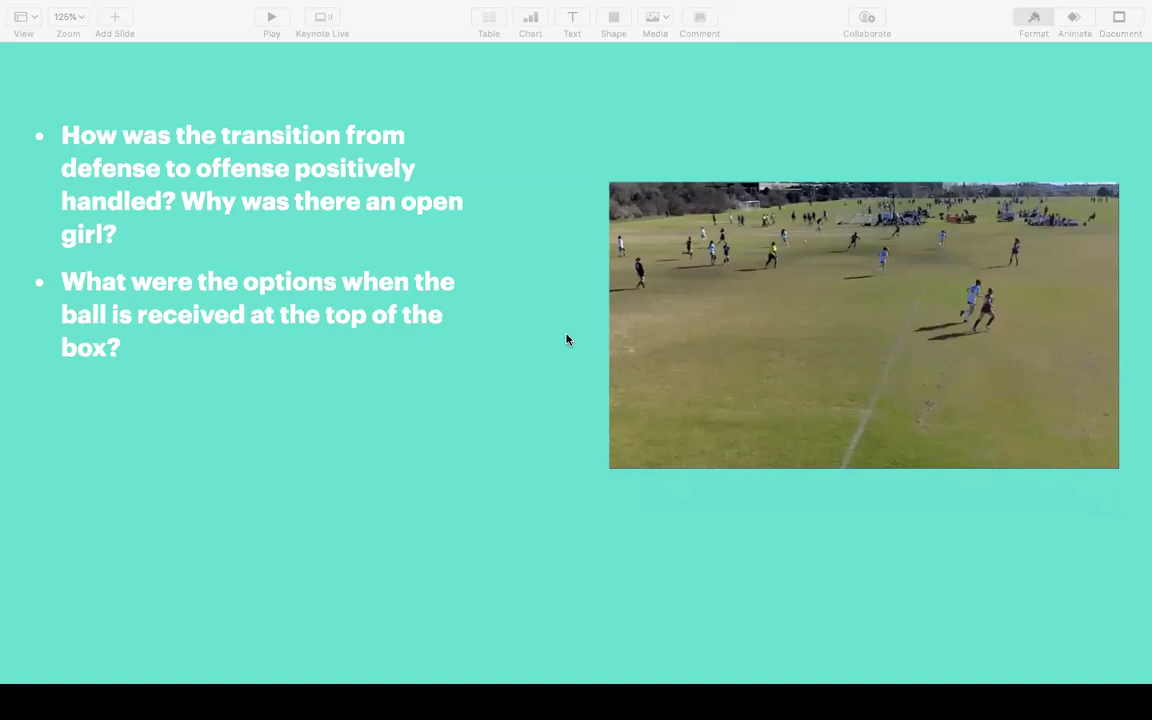 125%
View
Zoom
Add Slide
Play
Keynote Live
Table
Chart
Text
Shape
Media
Comment
Collaborate
Format
Animate
Document
• How was the transition from
defense to offense positively
handled? Why was there an open
girl?
• What were the options when the
ball is received at the top of the
box?